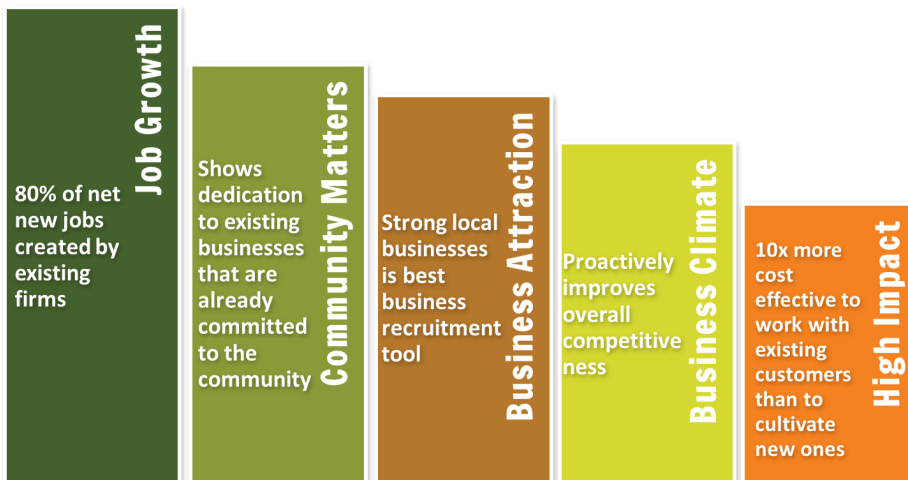 Job Growth
80% of net
new jobs
created by
existing
firms
Community Matters
Shows
dedication
to existing
businesses
that are
already
committed
to the
community
Business Attraction
Strong local
businesses
is best
business
recruitment
tool
Business Climate
Proactively
improves
overall
competitive
ness
High Impact
10x more
cost
effective to
work with
existing
customers
than to
cultivate
new ones